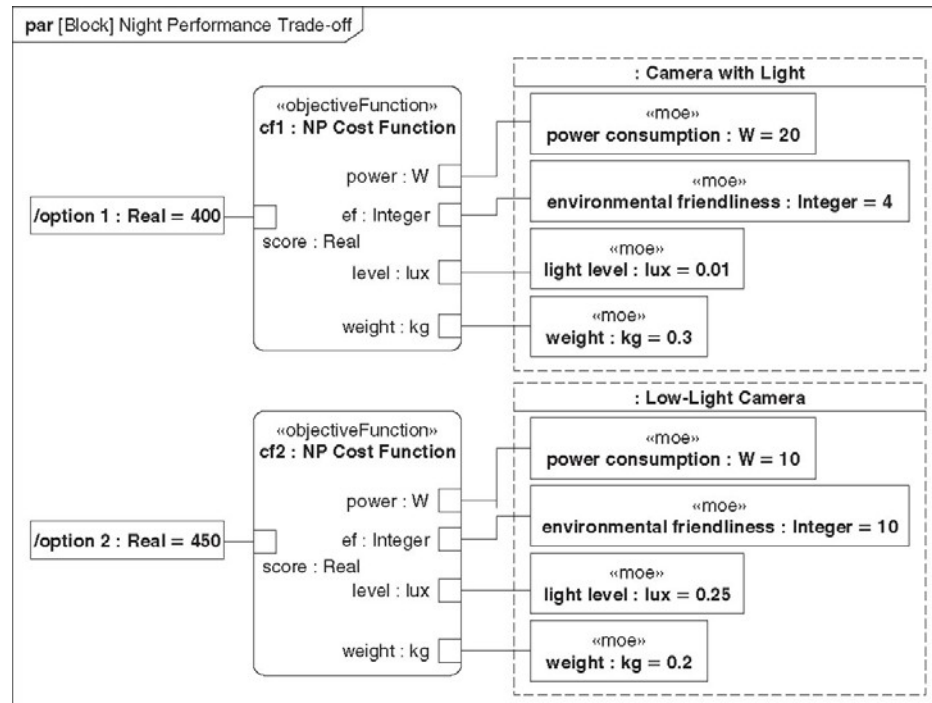 par [Block] Night Performance Trade-off
: Camera with Light
«objectiveFunction»
cf1 : NP Cost Function
«moe»
power consumption : W = 20
power : W
«moe»
environmental friendliness : Integer = 4
/option 1 : Real = 400
ef : Integer
score : Real
«moe»
light level : lux = 0.01
level : lux
«moe»
weight : kg = 0.3
weight : kg
: Low-Light Camera
«objectiveFunction»
cf2 : NP Cost Function
«moe»
power consumption : W = 10
power : W
«moe»
environmental friendliness : Integer = 10
/option 2 : Real = 450
ef : Integer
score : Real
«moe»
light level : lux = 0.25
level : lux
«moe»
weight : kg = 0.2
weight : kg